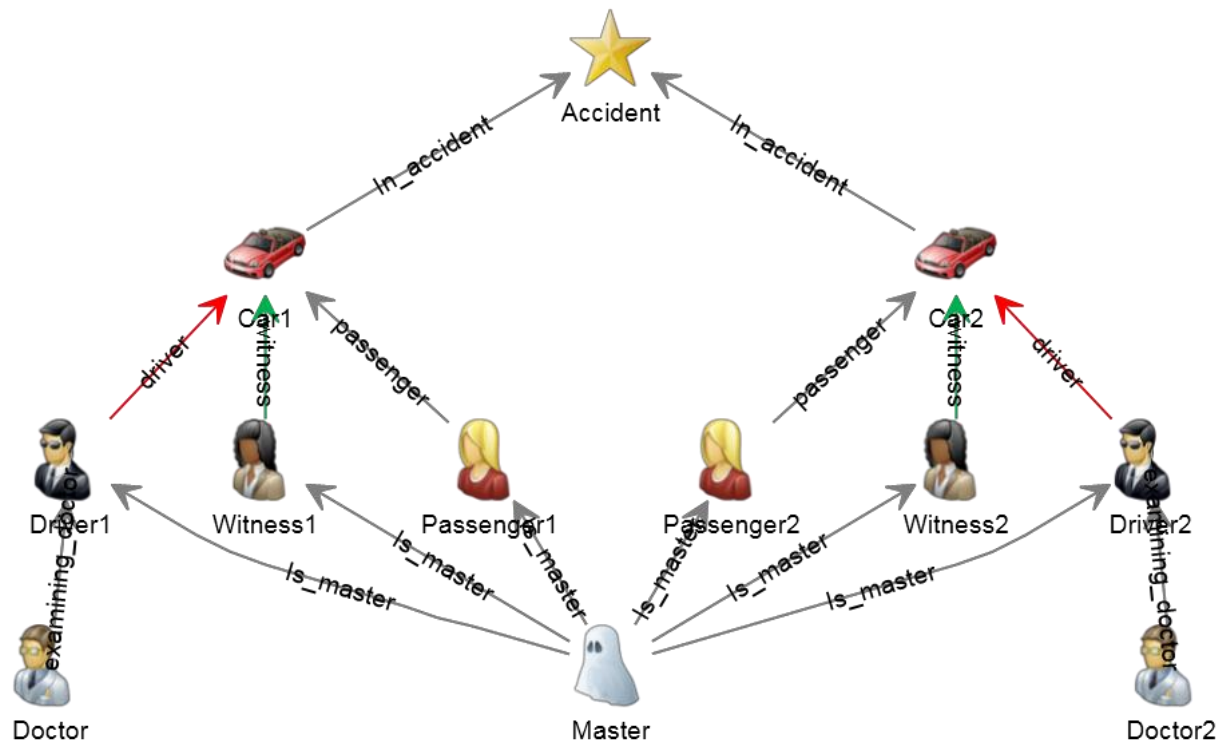 Accident
In_accident
In_accident
Car1
Car2
driver
witness
passenger
passenger
witness
driver
Driver1
Witness1
Passenger1
Passenger2
Witness2
Driver2
examining_doctor
Is_master
Is_master
Is_master
Is_master
Is_master
Is_master
examining_doctor
Doctor
Master
Doctor2